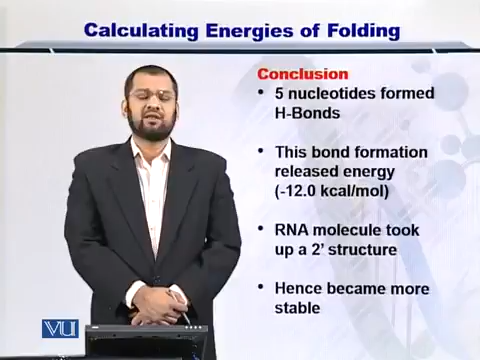 Calculating Energies of Folding
Conclusion
• 5 nucleotides formed
H-Bonds
• This bond formation
released energy
(-12.0 kcal/mol)
• RNA molecule took
up a 2' structure
• Hence became more
stable
VU